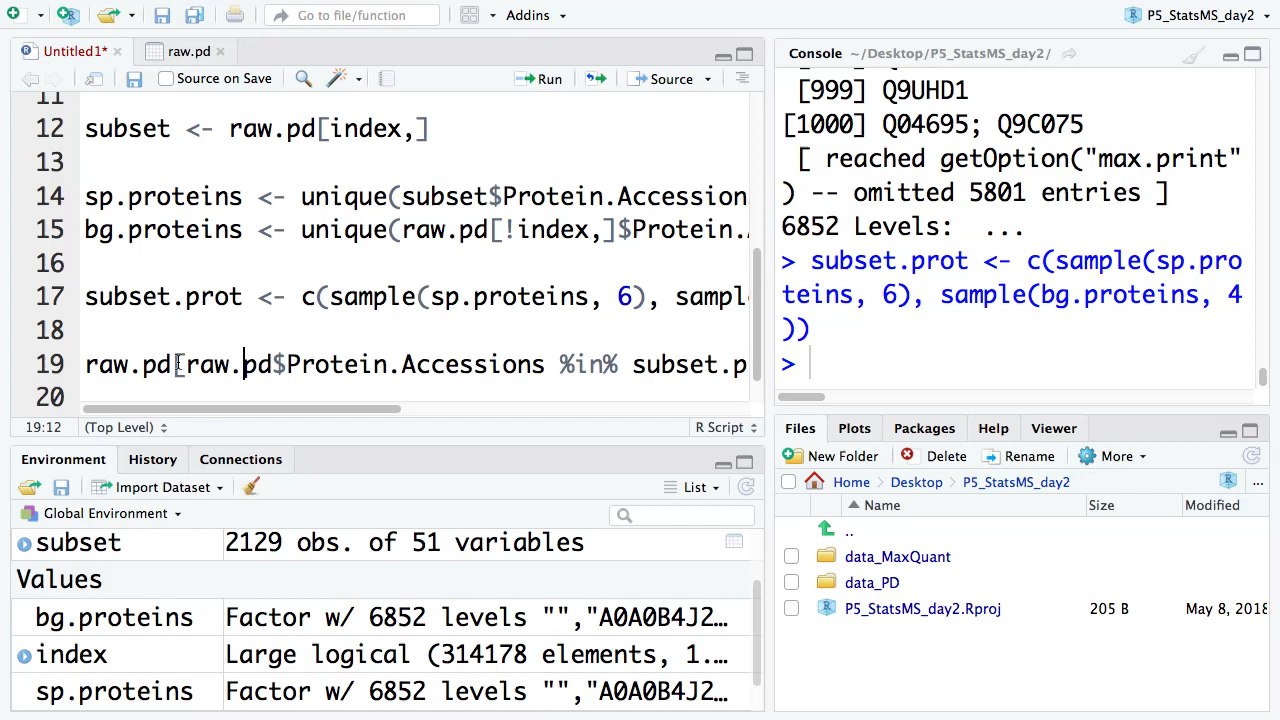 Go to file/function
Addins
P5_StatsMS_day2
Untitled1*
raw.pd
Source on Save
Run
Source
11
12 subset <- raw.pd[index,]
13
14 sp.proteins <- unique(subset$Protein.Accession
15 bg.proteins <- unique(raw.pd[!index,]$Protein.
16
17 subset.prot <- c(sample(sp.proteins, 6), sampl
18
19 raw.pd[raw.pd$Protein.Accessions %in% subset.p
20
19:12 (Top Level) R Script
Environment History Connections
Import Dataset List
Global Environment
subset 2129 obs. of 51 variables
Values
bg.proteins Factor w/ 6852 levels "","A0A0B4J2…
index Large logical (314178 elements, 1.…
sp.proteins Factor w/ 6852 levels "","A0A0B4J2…
Console ~/Desktop/P5_StatsMS_day2/
[999] Q9UHD1
[1000] Q04695; Q9C075
[ reached getOption("max.print"
) -- omitted 5801 entries ]
6852 Levels:  ...
> subset.prot <- c(sample(sp.pro
teins, 6), sample(bg.proteins, 4
))
>
Files Plots Packages Help Viewer
New Folder Delete Rename More
Home Desktop P5_StatsMS_day2 ...
Name Size Modified
..
data_MaxQuant
data_PD
P5_StatsMS_day2.Rproj 205 B May 8, 2018